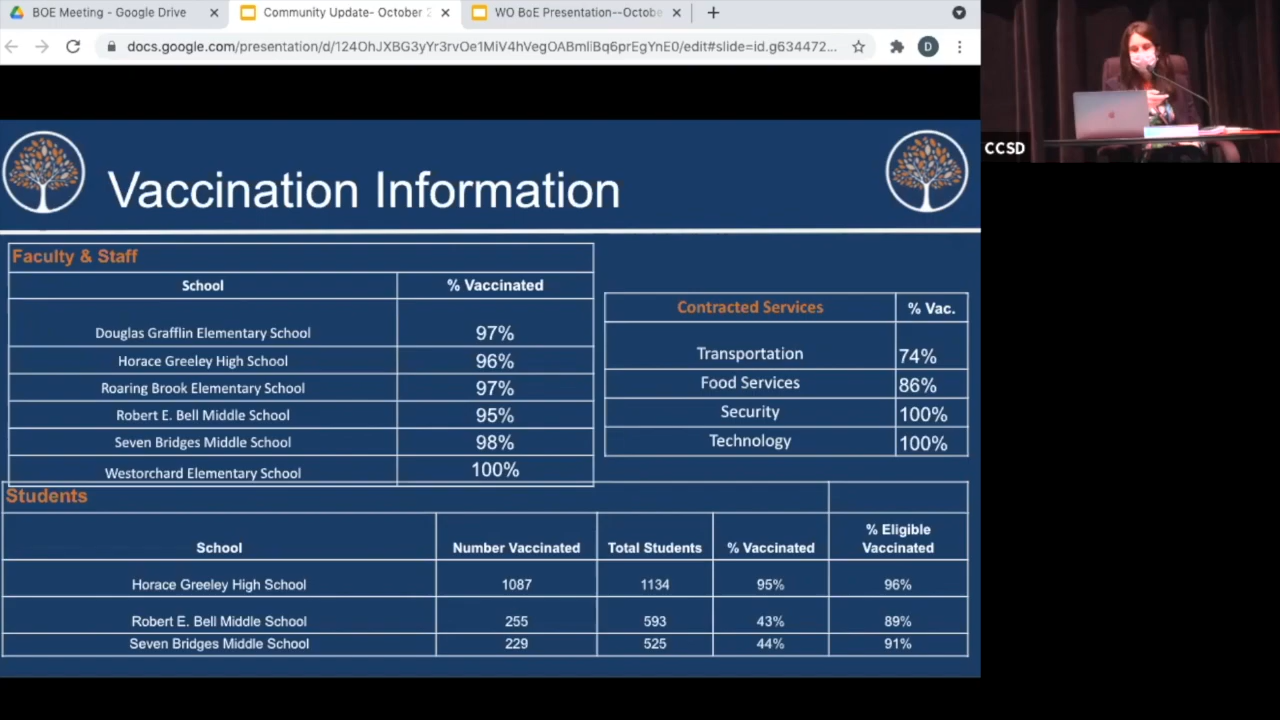 BOE Meeting - Google Drive
Community Update- October 2
WO BoE Presentation--Octobe
docs.google.com/presentation/d/124OhJXBG3yYr3rvOe1MiV4hVegOABmliBq6prEgYnE0/edit#slide=id.g634472...
D
CCSD
Vaccination Information
Faculty & Staff
School % Vaccinated
Douglas Grafflin Elementary School 97%
Horace Greeley High School 96%
Roaring Brook Elementary School 97%
Robert E. Bell Middle School 95%
Seven Bridges Middle School 98%
Westorchard Elementary School 100%
Contracted Services % Vac.
Transportation 74%
Food Services 86%
Security 100%
Technology 100%
Students
School Number Vaccinated Total Students % Vaccinated % Eligible
Vaccinated
Horace Greeley High School 1087 1134 95% 96%
Robert E. Bell Middle School 255 593 43% 89%
Seven Bridges Middle School 229 525 44% 91%